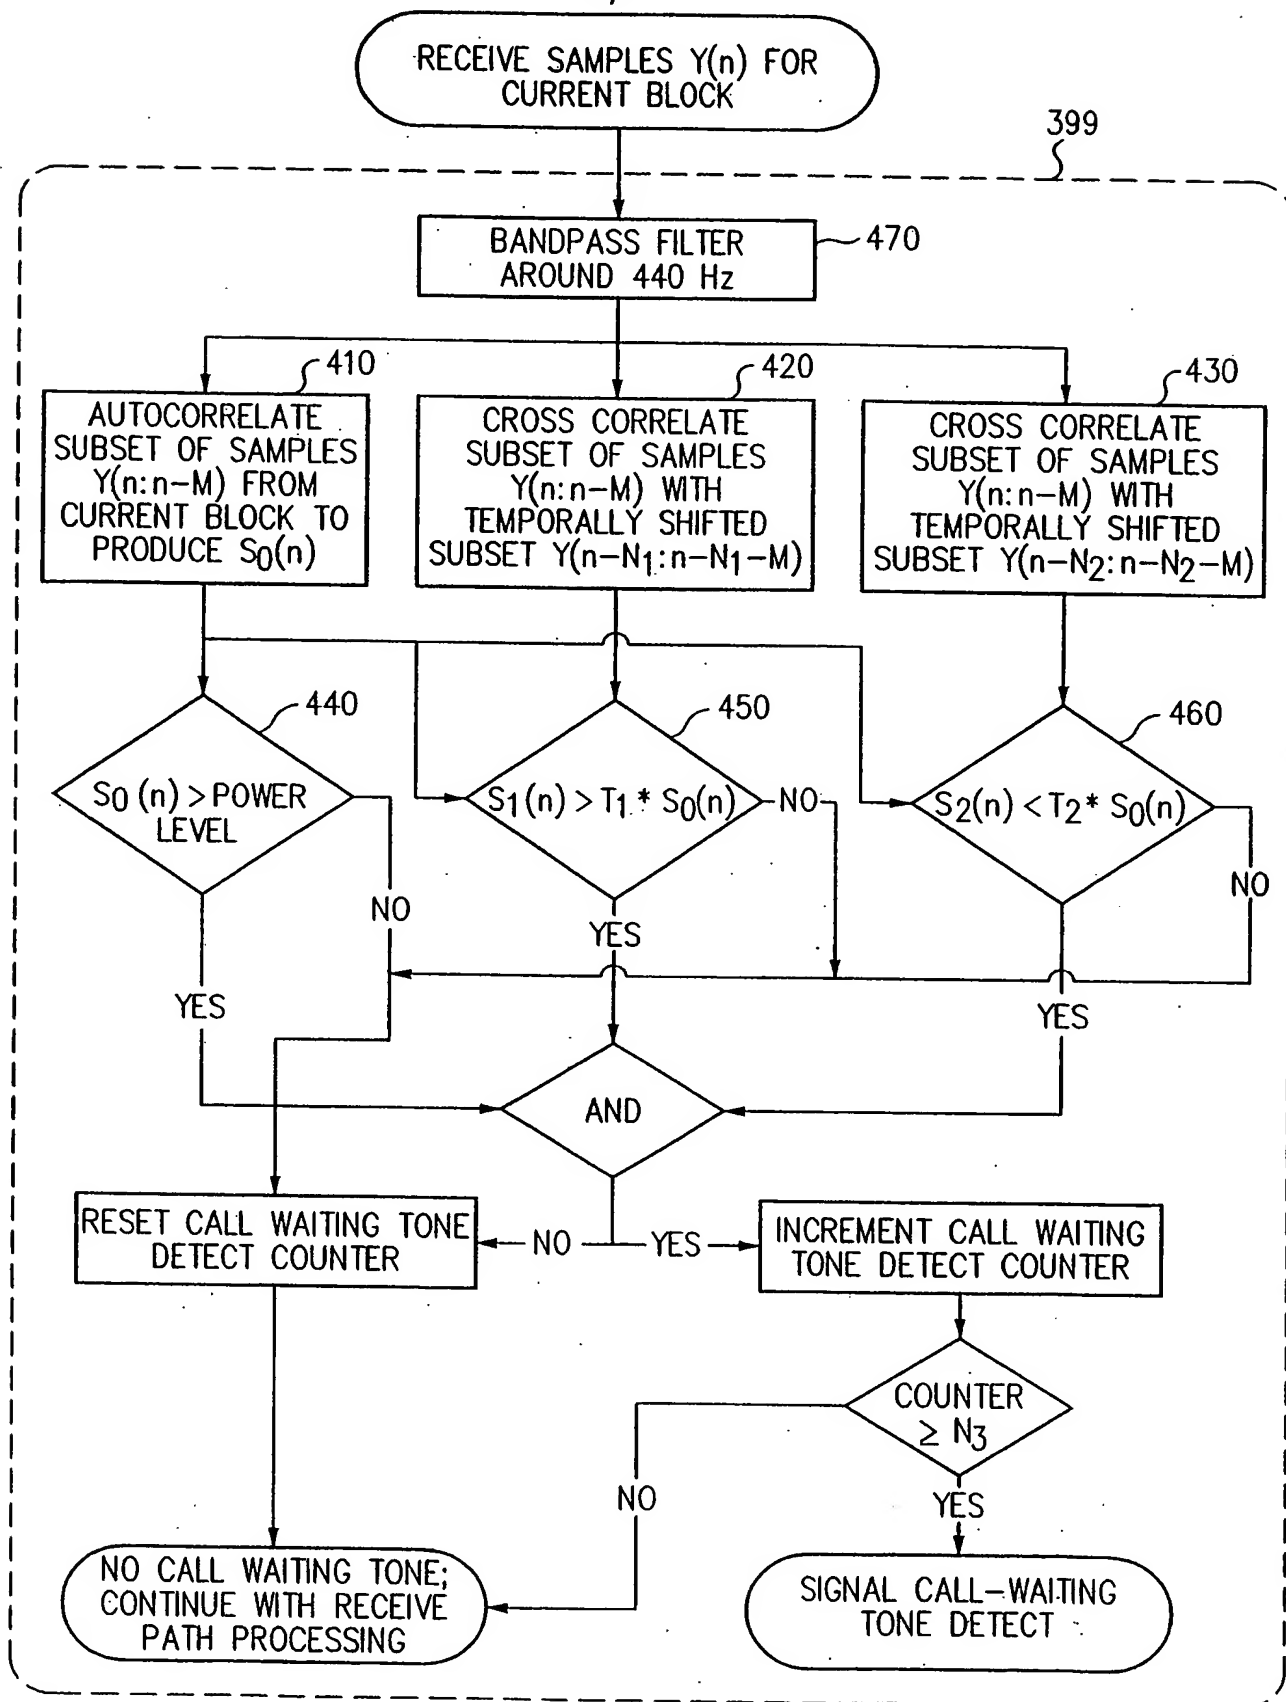 RECEIVE SAMPLES Y(n) FOR
CURRENT BLOCK
399
BANDPASS FILTER
AROUND 440 Hz
470
410
AUTOCORRELATE
SUBSET OF SAMPLES
Y(n:n-M) FROM
CURRENT BLOCK TO
PRODUCE S0(n)
420
CROSS CORRELATE
SUBSET OF SAMPLES
Y(n:n-M) WITH
TEMPORALLY SHIFTED
SUBSET Y(n-N1:n-N1-M)
430
CROSS CORRELATE
SUBSET OF SAMPLES
Y(n:n-M) WITH
TEMPORALLY SHIFTED
SUBSET Y(n-N2:n-N2-M)
440
S0(n) > POWER
LEVEL
450
S1(n) > T1 * S0(n)
NO
460
S2(n) < T2* S0(n)
NO
NO
YES
YES
YES
AND
RESET CALL WAITING TONE
DETECT COUNTER
NO
YES
INCREMENT CALL WAITING
TONE DETECT COUNTER
COUNTER
≥ N3
NO
YES
NO CALL WAITING TONE;
CONTINUE WITH RECEIVE
PATH PROCESSING
SIGNAL CALL-WAITING
TONE DETECT